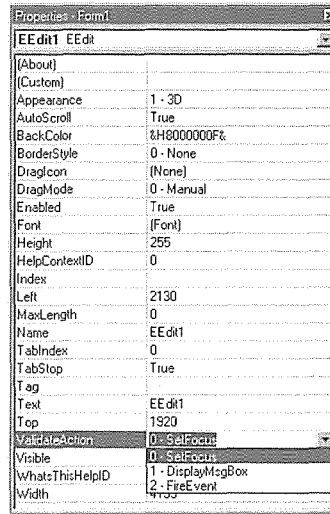 Properties - Form1
EEdit1 EEdit
(About)
(Custom)
Appearance 1 - 3D
AutoScroll True
BackColor &H8000000F&
BorderStyle 0 - None
DragIcon (None)
DragMode 0 - Manual
Enabled True
Font (Font)
Height 255
HelpContextID 0
Index
Left 2130
MaxLength 0
Name EEdit1
TabIndex 0
TabStop True
Tag
Text EEdit1
Top 1920
ValidateAction 0 - SelFocus
Visible 0 - SelFocus
WhatsThisHelpID 1 - DisplayMsgBox
2 - FireEvent
Width